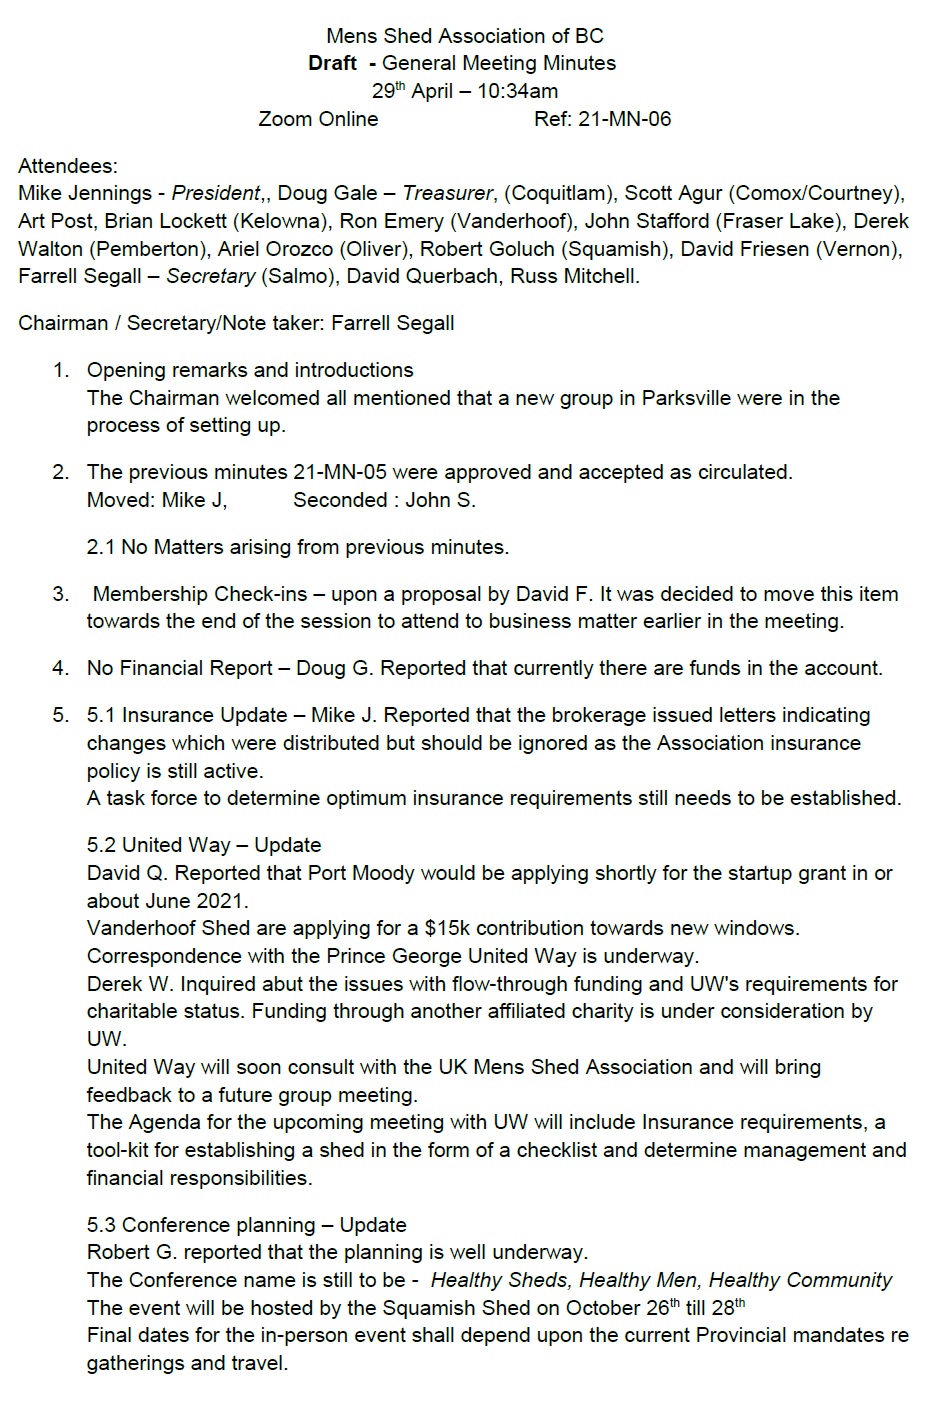 Mens Shed Association of BC
Draft - General Meeting Minutes
29th April – 10:34am
Zoom Online Ref: 21-MN-06
Attendees:
Mike Jennings - President,, Doug Gale – Treasurer, (Coquitlam), Scott Agur (Comox/Courtney),
Art Post, Brian Lockett (Kelowna), Ron Emery (Vanderhoof), John Stafford (Fraser Lake), Derek
Walton (Pemberton), Ariel Orozco (Oliver), Robert Goluch (Squamish), David Friesen (Vernon),
Farrell Segall – Secretary (Salmo), David Querbach, Russ Mitchell.
Chairman / Secretary/Note taker: Farrell Segall
1. Opening remarks and introductions
The Chairman welcomed all mentioned that a new group in Parksville were in the
process of setting up.
2. The previous minutes 21-MN-05 were approved and accepted as circulated.
Moved: Mike J, Seconded : John S.
2.1 No Matters arising from previous minutes.
3. Membership Check-ins – upon a proposal by David F. It was decided to move this item
towards the end of the session to attend to business matter earlier in the meeting.
4. No Financial Report – Doug G. Reported that currently there are funds in the account.
5. 5.1 Insurance Update – Mike J. Reported that the brokerage issued letters indicating
changes which were distributed but should be ignored as the Association insurance
policy is still active.
A task force to determine optimum insurance requirements still needs to be established.
5.2 United Way – Update
David Q. Reported that Port Moody would be applying shortly for the startup grant in or
about June 2021.
Vanderhoof Shed are applying for a $15k contribution towards new windows.
Correspondence with the Prince George United Way is underway.
Derek W. Inquired abut the issues with flow-through funding and UW's requirements for
charitable status. Funding through another affiliated charity is under consideration by
UW.
United Way will soon consult with the UK Mens Shed Association and will bring
feedback to a future group meeting.
The Agenda for the upcoming meeting with UW will include Insurance requirements, a
tool-kit for establishing a shed in the form of a checklist and determine management and
financial responsibilities.
5.3 Conference planning – Update
Robert G. reported that the planning is well underway.
The Conference name is still to be - Healthy Sheds, Healthy Men, Healthy Community
The event will be hosted by the Squamish Shed on October 26th till 28th
Final dates for the in-person event shall depend upon the current Provincial mandates re
gatherings and travel.